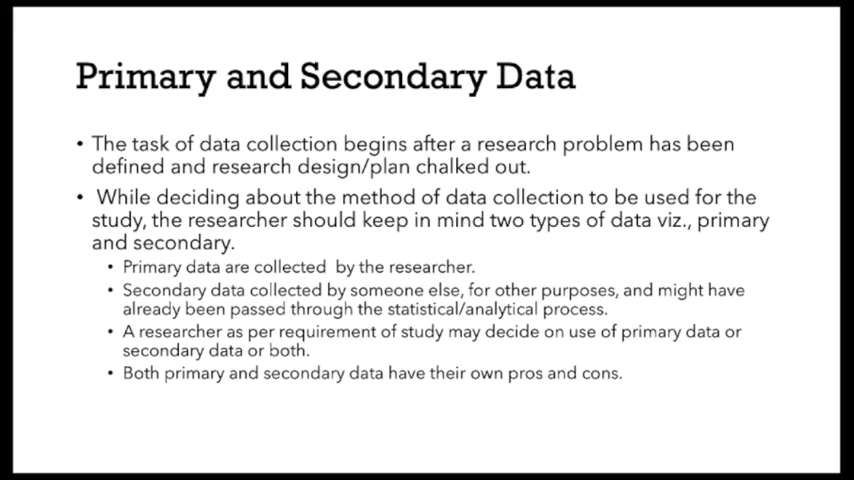 Primary and Secondary Data
• The task of data collection begins after a research problem has been
defined and research design/plan chalked out.
• While deciding about the method of data collection to be used for the
study, the researcher should keep in mind two types of data viz., primary
and secondary.
• Primary data are collected by the researcher.
• Secondary data collected by someone else, for other purposes, and might have
already been passed through the statistical/analytical process.
• A researcher as per requirement of study may decide on use of primary data or
secondary data or both.
• Both primary and secondary data have their own pros and cons.